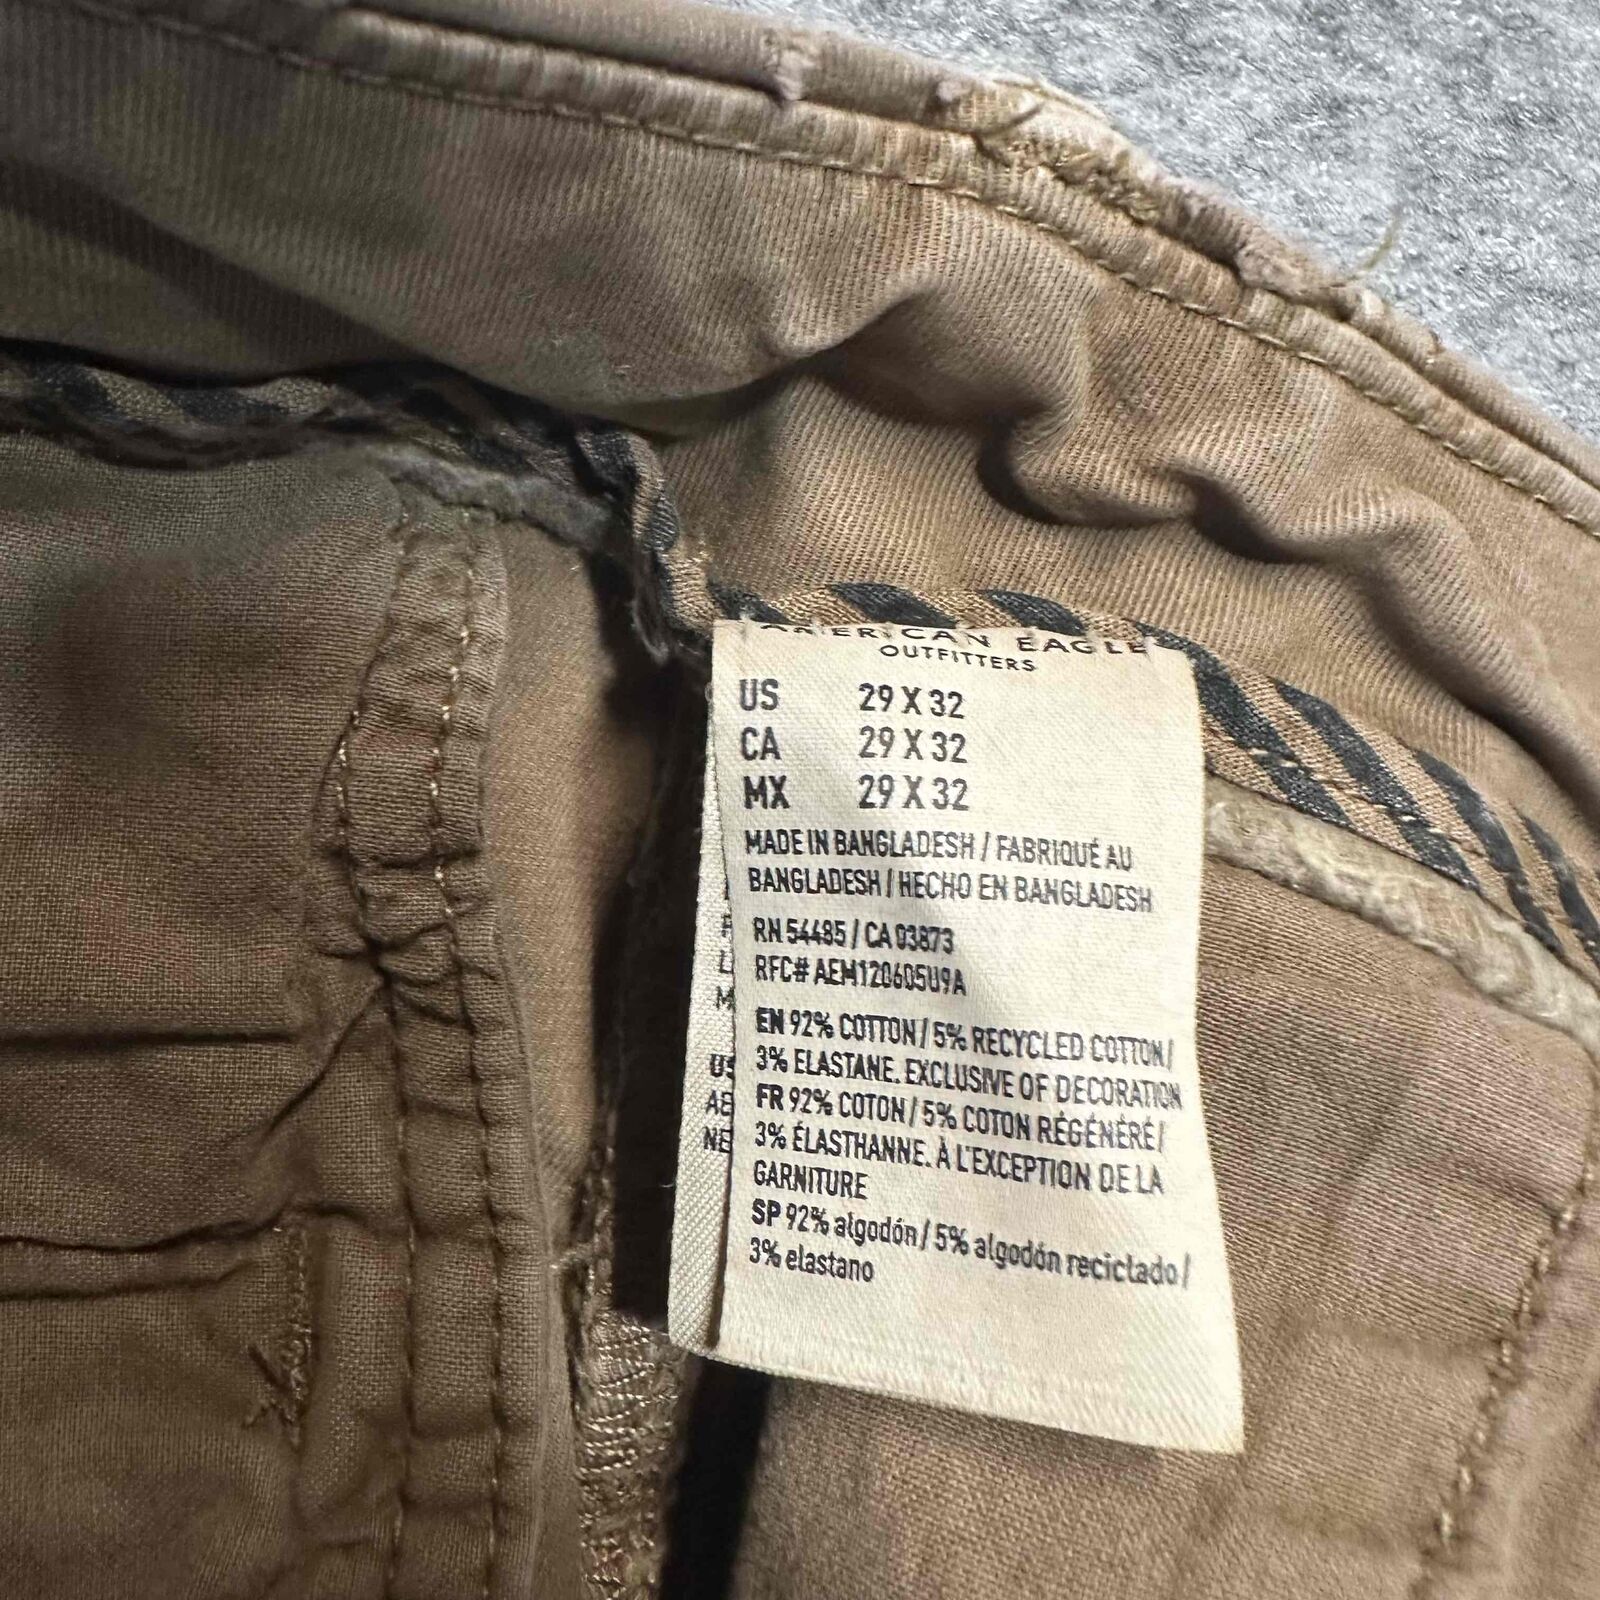 AMERICAN EAGLE
OUTFITTERS
US 29 X 32
CA 29 X 32
MX 29 X 32
MADE IN BANGLADESH / FABRIQUÉ AU
BANGLADESH / HECHO EN BANGLADESH
RN 54485 / CA 03873
RFC# AEM120605U9A
EN 92% COTTON / 5% RECYCLED COTTON /
3% ELASTANE. EXCLUSIVE OF DECORATION
FR 92% COTON / 5% COTON RÉGÉNÉRÉ /
3% ÉLASTHANNE. À L'EXCEPTION DE LA
GARNITURE
SP 92% algodón / 5% algodón reciclado /
3% elastano
US
AE
NE